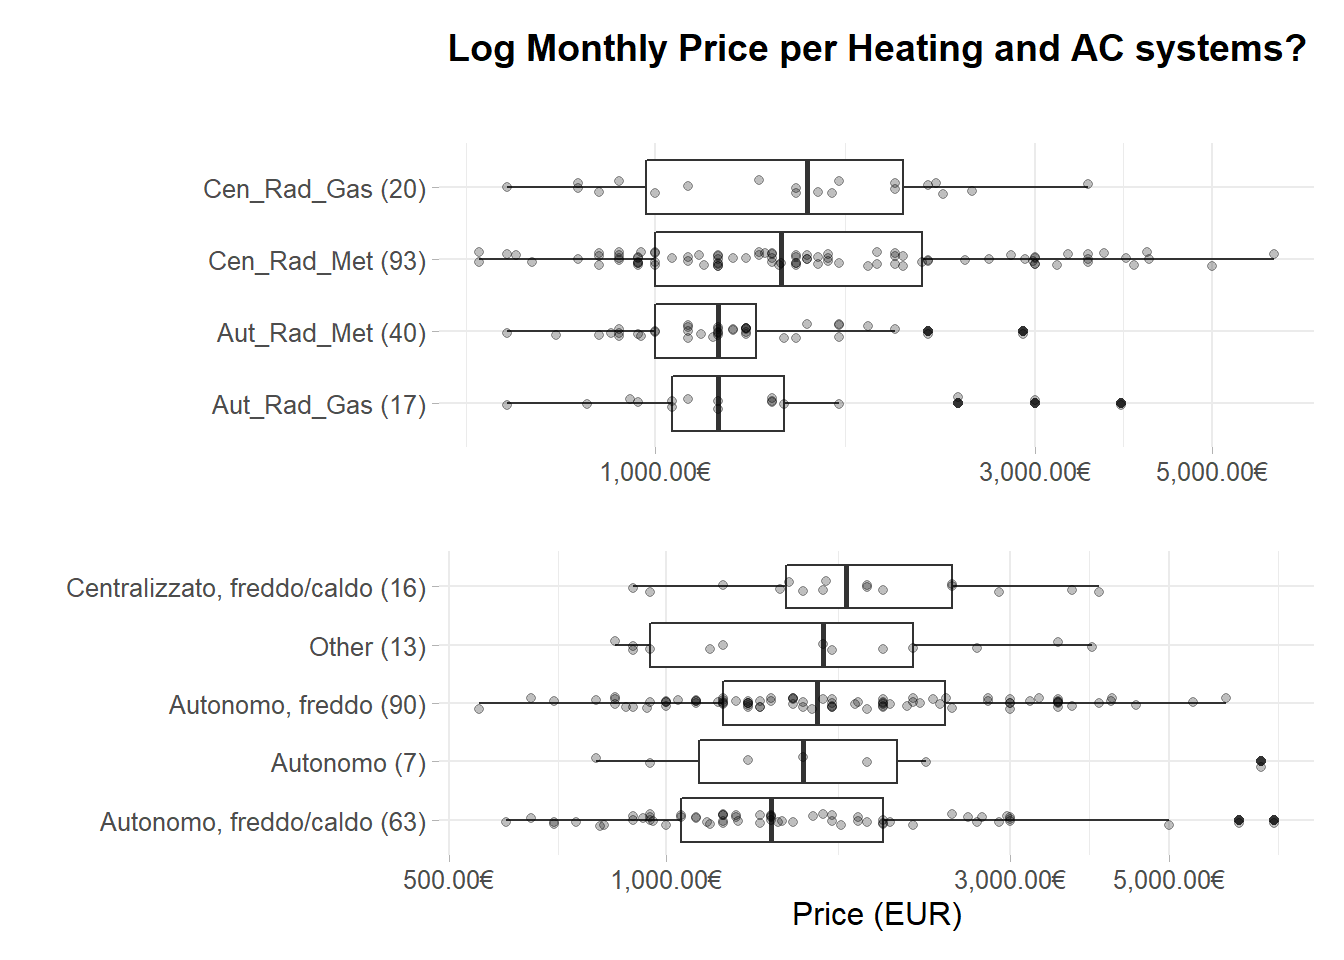 Log Monthly Price per Heating and AC systems?
Cen_Rad_Gas (20)
Cen_Rad_Met (93)
Aut_Rad_Met (40)
Aut_Rad_Gas (17)
1,000.00€ 3,000.00€ 5,000.00€
Centralizzato, freddo/caldo (16)
Other (13)
Autonomo, freddo (90)
Autonomo (7)
Autonomo, freddo/caldo (63)
500.00€ 1,000.00€ 3,000.00€ 5,000.00€
Price (EUR)